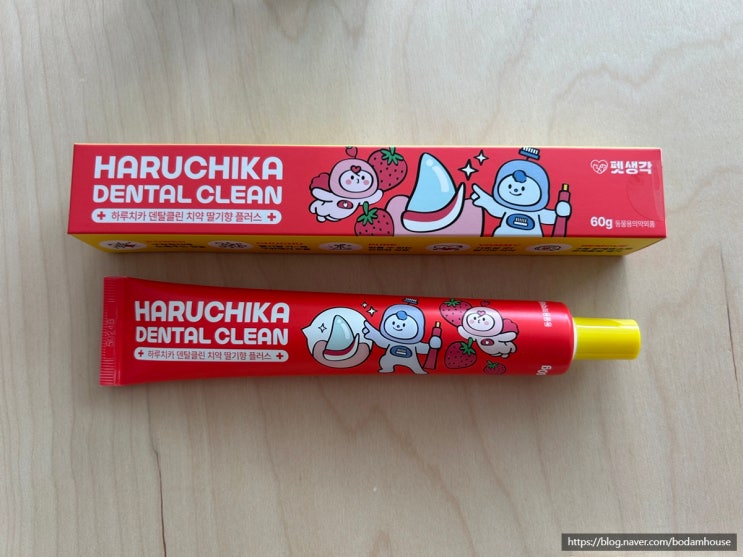 HARUCHIKA
DENTAL CLEAN
하루치카 덴탈클린 치약 딸기향 플러스
펫생각
60g 동물용의약외품
HARUCHIKA
DENTAL CLEAN
하루치카 덴탈클린 치약 딸기향 플러스
https://blog.naver.com/bodamhouse